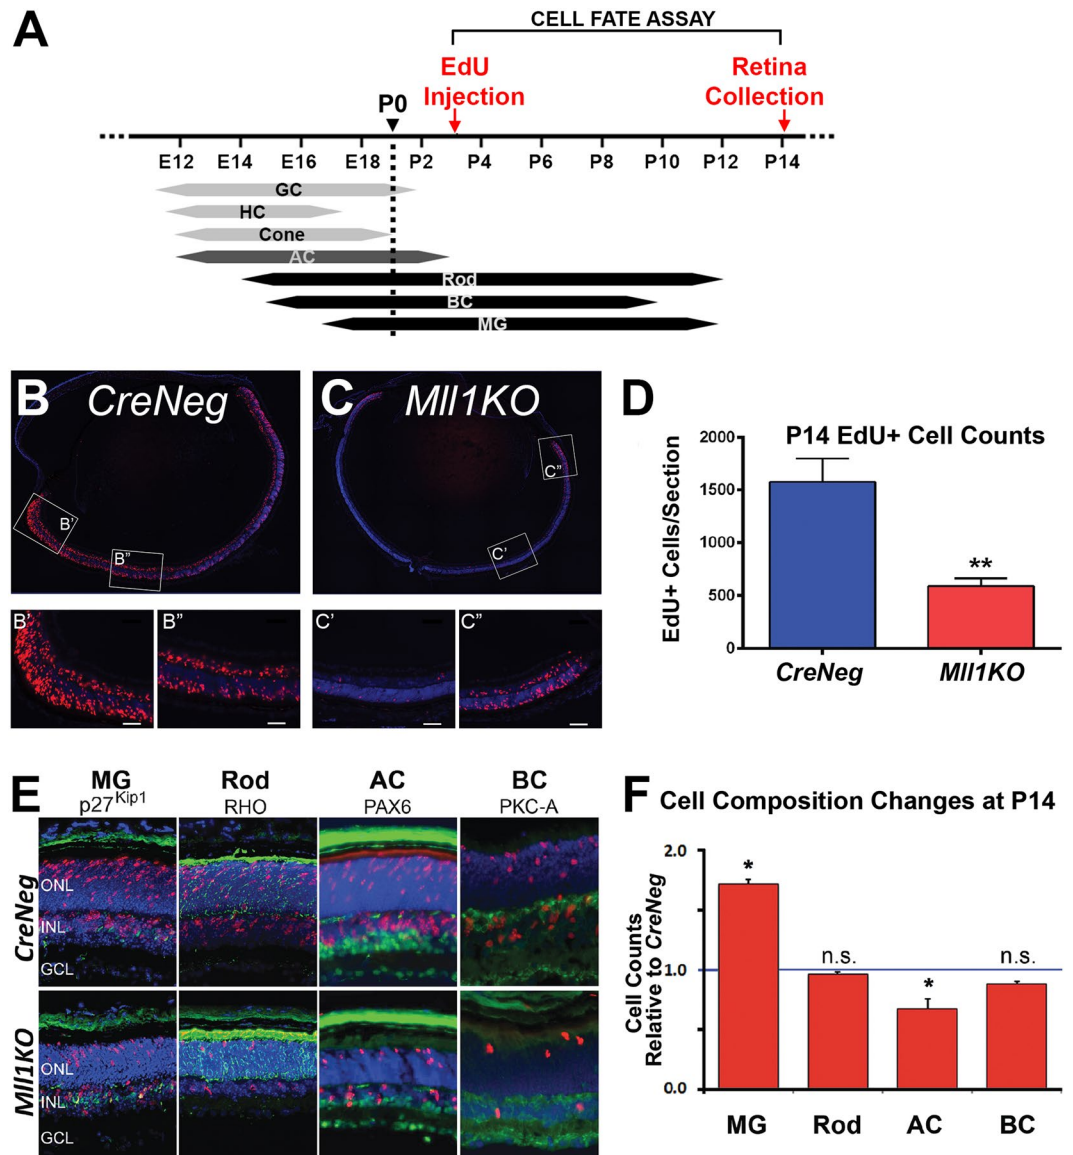 A
CELL FATE ASSAY
EdU
Injection
Retina
Collection
P0
E12 E14 E16 E18 P2 P4 P6 P8 P10 P12 P14
GC
HC
Cone
AC
Rod
BC
MG
B CreNeg
B'
B"
C Mll1KO
C"
C'
B' B" C' C"
D
P14 EdU+ Cell Counts
EdU+ Cells/Section
2000
1500
1000
500
0
**
CreNeg Mll1KO
E
MG Rod AC BC
p27Kip1 RHO PAX6 PKC-A
CreNeg
ONL
INL
GCL
Mll1KO
ONL
INL
GCL
F Cell Composition Changes at P14
Cell Counts
Relative to CreNeg
2.0
1.0
0.0
*
n.s.
*
n.s.
MG Rod AC BC